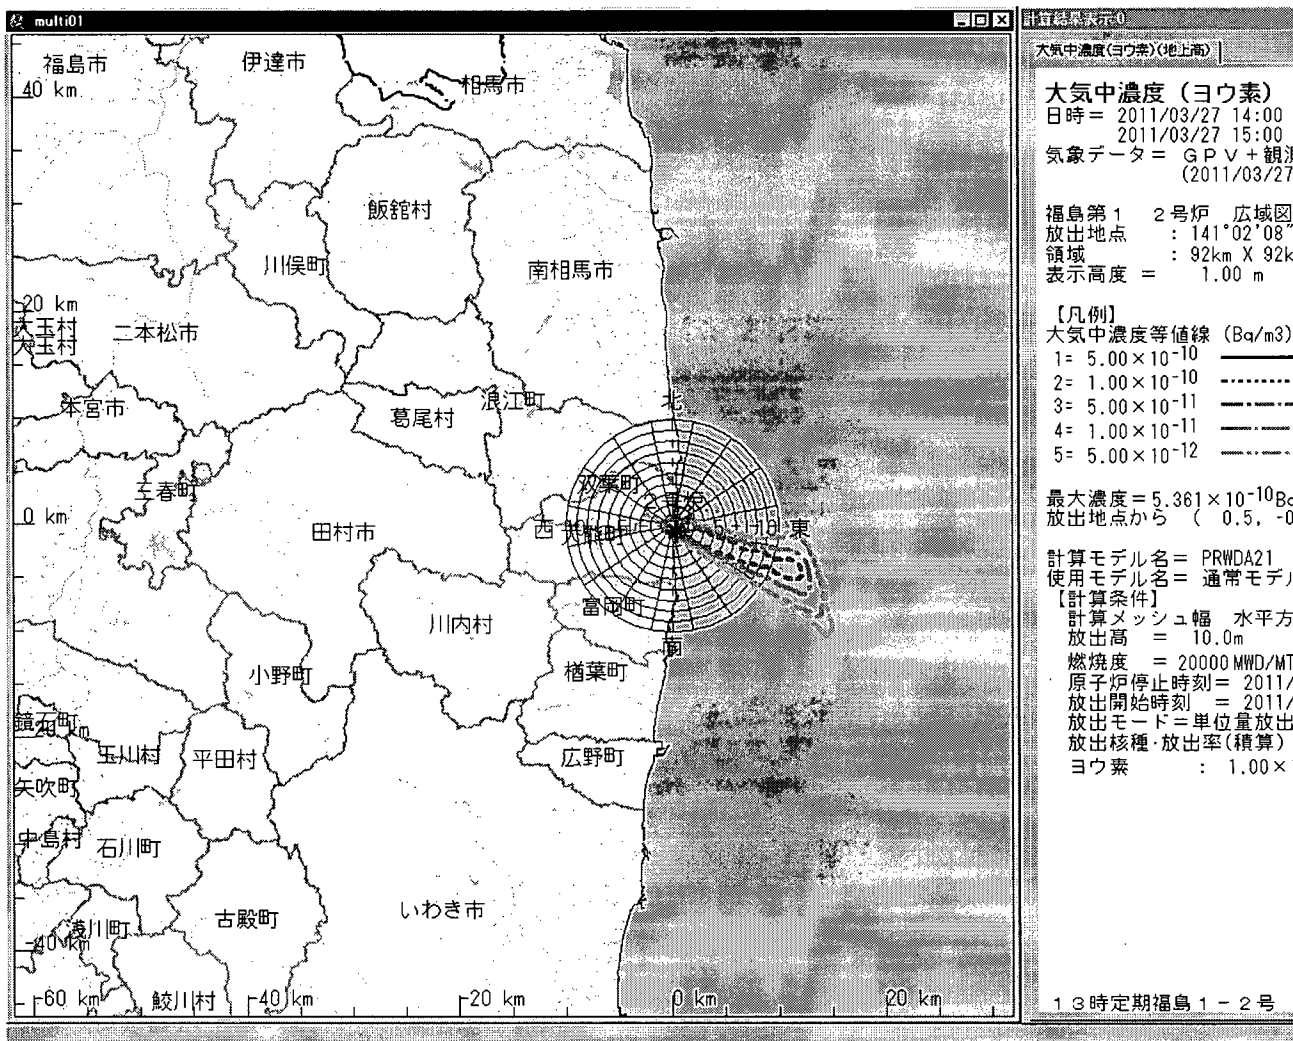 multi01
計算結果表示:0
大気中濃度(ヨウ素)(地上高)
福島市
伊達市
相馬市
40 km
飯舘村
川俣町
南相馬市
20 km
大玉村
大玉村
二本松市
本宮市
葛尾村
浪江町
北
三春町
双葉町
0 km
田村市
西
10
東
富岡町
川内村
南
小野町
楢葉町
鏡石町
-20 km
玉川村
平田村
広野町
矢吹町
中島村
石川町
浅川町
古殿町
いわき市
-40 km
鮫川村
-60 km
-40 km
-20 km
0 km
20 km
大気中濃度(ヨウ素)
日時= 2011/03/27 14:00
2011/03/27 15:00
気象データ= GPV+観測
(2011/03/27
福島第1 2号炉 広域図
放出地点 : 141°02'08"
領域 : 92km X 92k
表示高度 = 1.00 m
【凡例】
大気中濃度等値線 (Bq/m3)
1= 5.00×10-10
2= 1.00×10-10
3= 5.00×10-11
4= 1.00×10-11
5= 5.00×10-12
最大濃度=5.361×10-10Bq
放出地点から ( 0.5, -0
計算モデル名= PRWDA21
使用モデル名= 通常モデル
【計算条件】
計算メッシュ幅 水平方
放出高 = 10.0m
燃焼度 = 20000MWD/MT
原子炉停止時刻= 2011/
放出開始時刻 = 2011/
放出モード=単位量放出
放出核種・放出率(積算)
ヨウ素 : 1.00×
13時定期福島1-2号